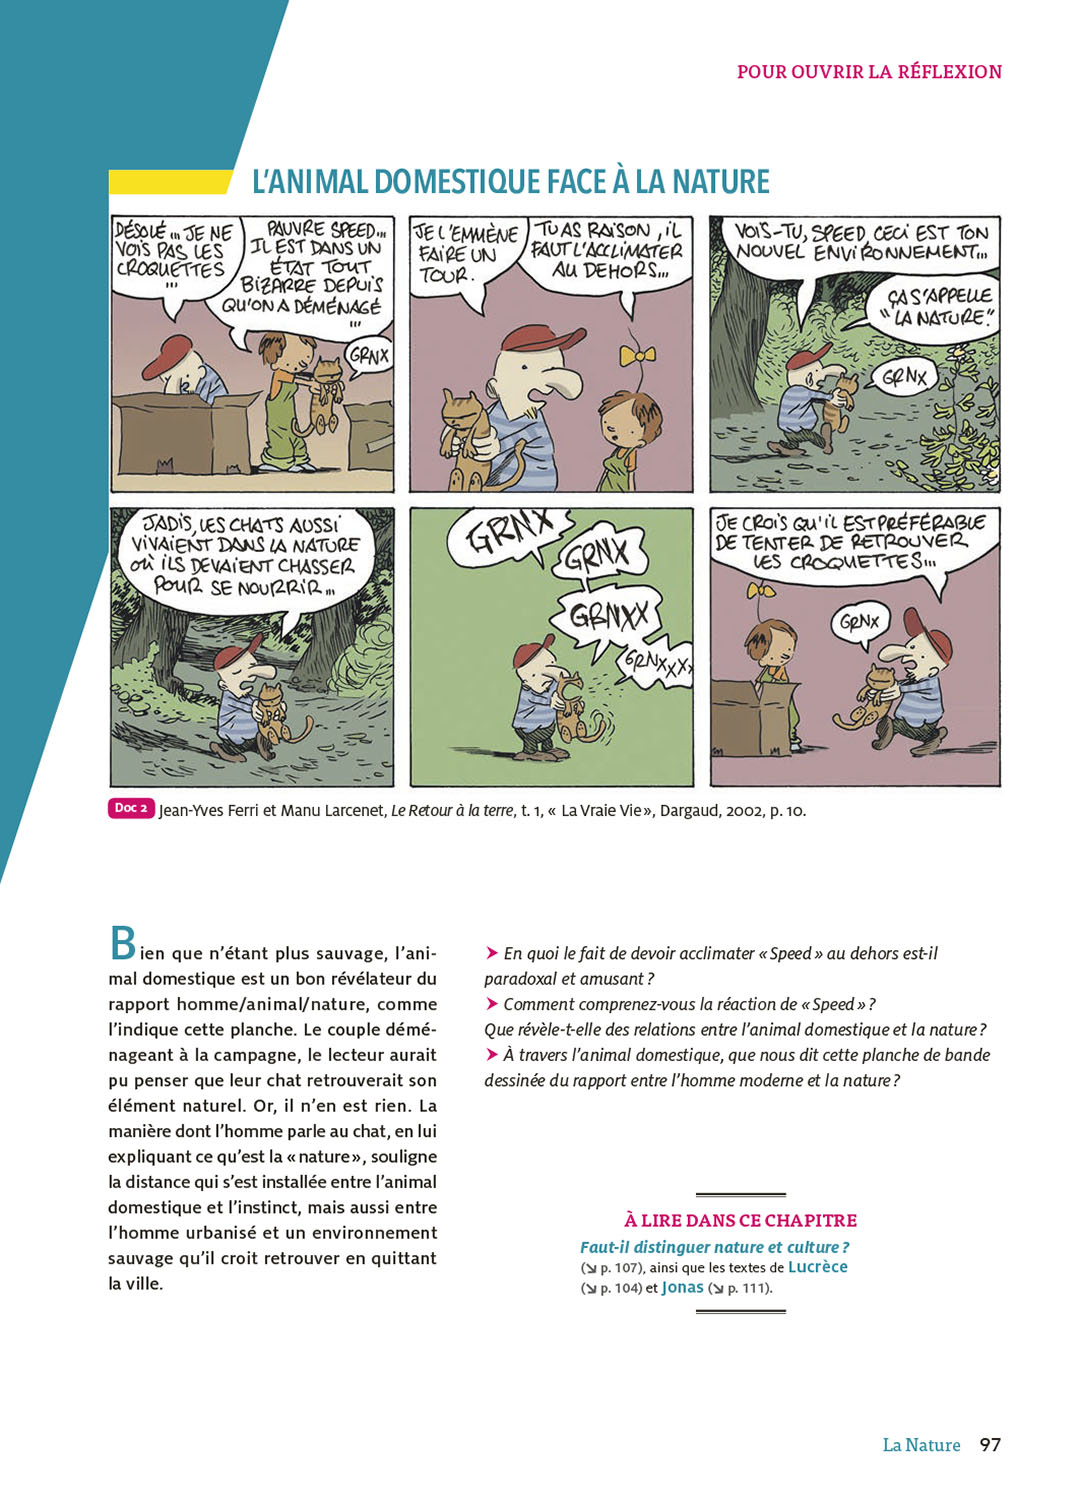 POUR OUVRIR LA RÉFLEXION
L'ANIMAL DOMESTIQUE FACE À LA NATURE
DÉSOLÉ... JE NE
VOIS PAS LES
CROQUETTES
...
PAUVRE SPEED...
IL EST DANS UN
ÉTAT TOUT
BIZARRE DEPUIS
QU'ON A DÉMÉNAGÉ
...
GRNX
JE L'EMMÈNE
FAIRE UN
TOUR.
TU AS RAISON, IL
FAUT L'ACCLIMATER
AU DEHORS...
VOIS-TU, SPEED, CECI EST TON
NOUVEL ENVIRONNEMENT...
ÇA S'APPELLE
"LA NATURE".
GRNX
JADIS, LES CHATS AUSSI
VIVAIENT DANS LA NATURE
OÙ ILS DEVAIENT CHASSER
POUR SE NOURRIR...
GRNX
GRNX
GRNXX
GRNXXXX
JE CROIS QU'IL EST PRÉFÉRABLE
DE TENTER DE RETROUVER
LES CROQUETTES...
GRNX
Doc 2 Jean-Yves Ferri et Manu Larcenet, Le Retour à la terre, t. 1, « La Vraie Vie », Dargaud, 2002, p. 10.
Bien que n'étant plus sauvage, l'ani-
mal domestique est un bon révélateur du
rapport homme/animal/nature, comme
l'indique cette planche. Le couple démé-
nageant à la campagne, le lecteur aurait
pu penser que leur chat retrouverait son
élément naturel. Or, il n'en est rien. La
manière dont l'homme parle au chat, en lui
expliquant ce qu'est la « nature », souligne
la distance qui s'est installée entre l'animal
domestique et l'instinct, mais aussi entre
l'homme urbanisé et un environnement
sauvage qu'il croit retrouver en quittant
la ville.
➤ En quoi le fait de devoir acclimater « Speed » au dehors est-il
paradoxal et amusant ?
➤ Comment comprenez-vous la réaction de « Speed » ?
Que révèle-t-elle des relations entre l'animal domestique et la nature ?
➤ À travers l'animal domestique, que nous dit cette planche de bande
dessinée du rapport entre l'homme moderne et la nature ?
À LIRE DANS CE CHAPITRE
Faut-il distinguer nature et culture ?
(↘ p. 107), ainsi que les textes de Lucrèce
(↘ p. 104) et Jonas (↘ p. 111).
La Nature 97